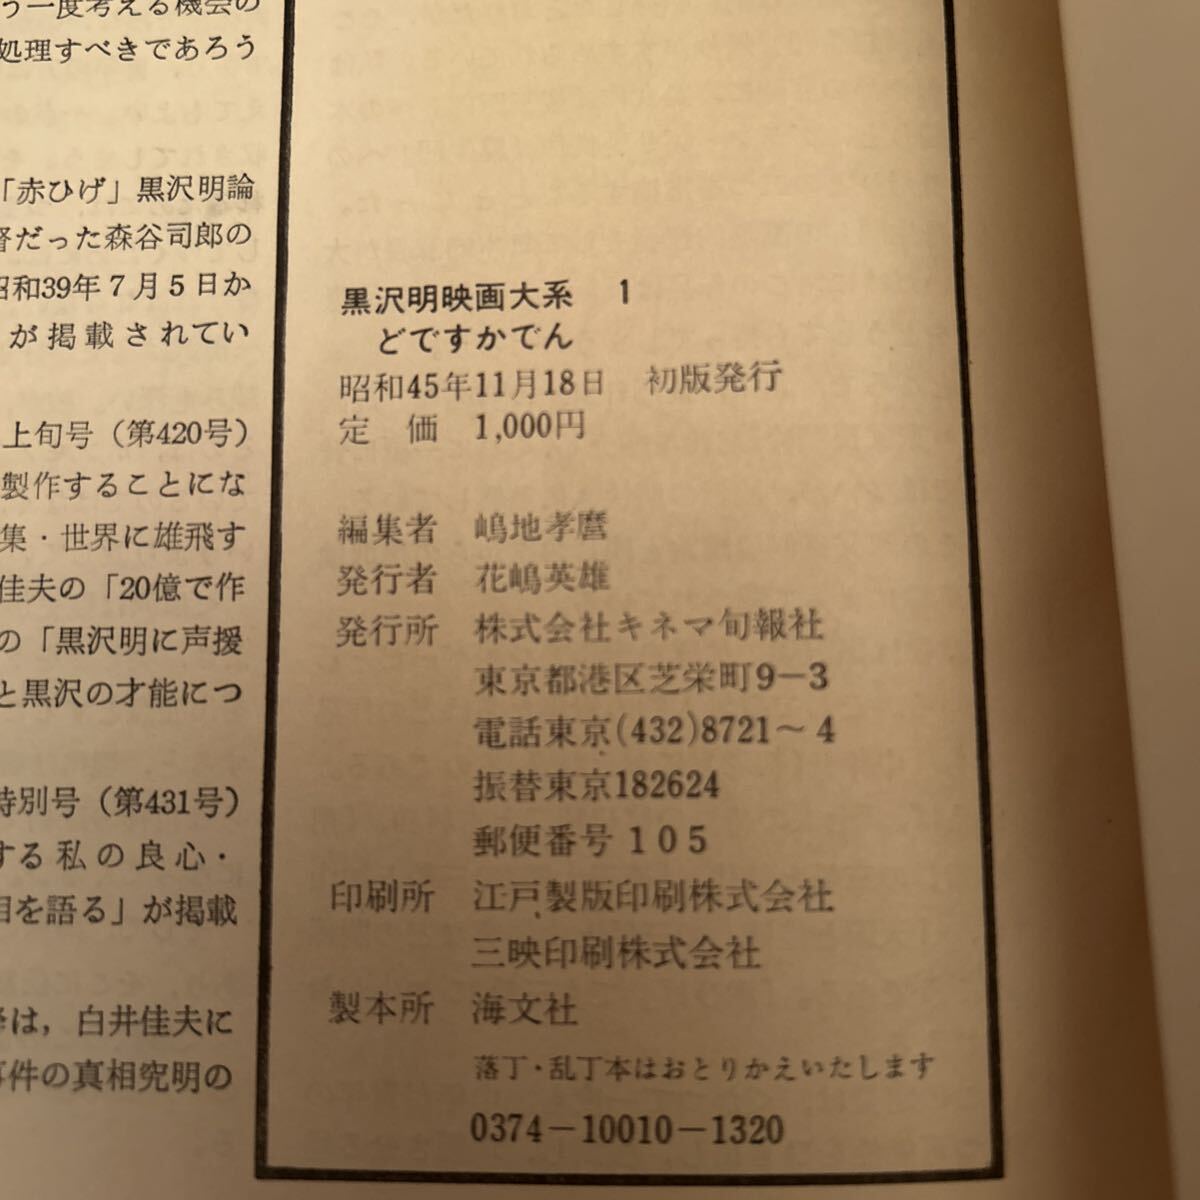 う一度考える機会の
処理すべきであろう
「赤ひげ」黒沢明論
督だった森谷司郎の
昭和39年7月5日か
が掲載されてい
上旬号（第420号）
製作することにな
集・世界に雄飛す
佳夫の「20億で作
の「黒沢明に声援
と黒沢の才能につ
特別号（第431号）
する私の良心・
相を語る」が掲載
は，白井佳夫に
事件の真相究明の
黒沢明映画大系　1
どですかでん
昭和45年11月18日　初版発行
定　価　1,000円
編集者　嶋地孝麿
発行者　花嶋英雄
発行所　株式会社キネマ旬報社
東京都港区芝栄町9－3
電話東京(432)8721～4
振替東京182624
郵便番号 105
印刷所　江戸製版印刷株式会社
三映印刷株式会社
製本所　海文社
落丁・乱丁本はおとりかえいたします
0374－10010－1320